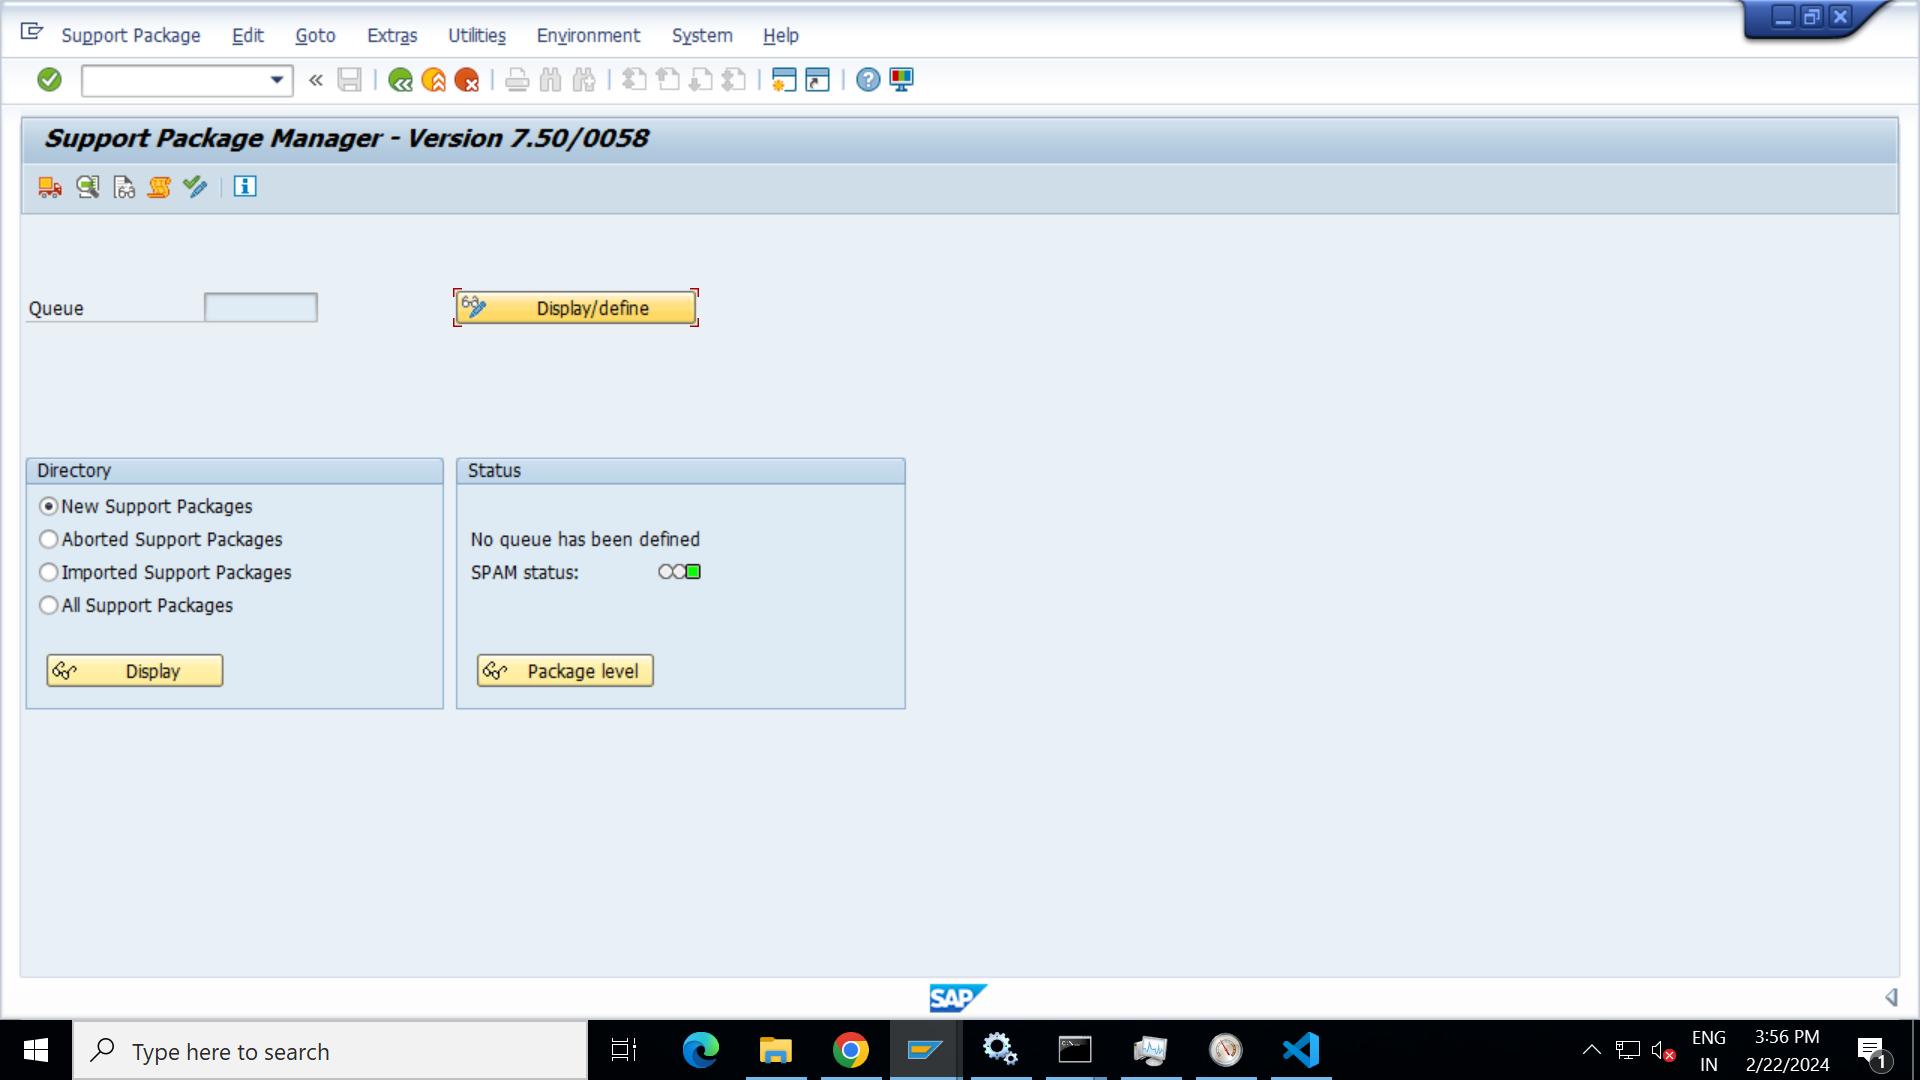 Support Package Edit Goto Extras Utilities Environment System Help
Support Package Manager - Version 7.50/0058
Queue
Display/define
Directory
New Support Packages
Aborted Support Packages
Imported Support Packages
All Support Packages
Display
Status
No queue has been defined
SPAM status:
Package level
SAP
Type here to search
ENG
IN
3:56 PM
2/22/2024
1